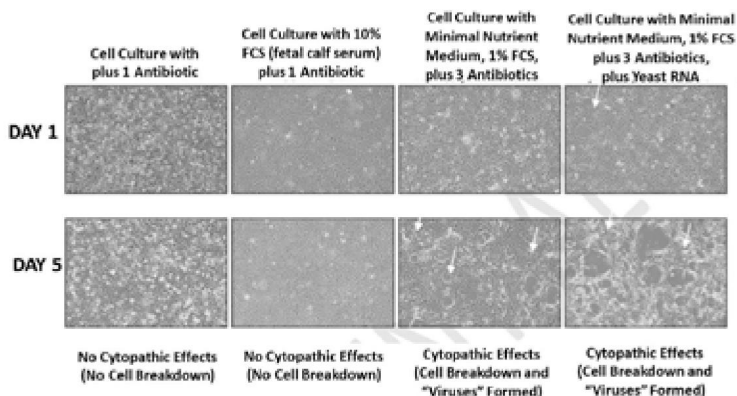 Cell Culture with
plus 1 Antibiotic
Cell Culture with 10%
FCS (fetal calf serum)
plus 1 Antibiotic
Cell Culture with
Minimal Nutrient
Medium, 1% FCS,
plus 3 Antibiotics
Cell Culture with Minimal
Nutrient Medium, 1% FCS
plus 3 Antibiotics,
plus Yeast RNA
DAY 1
DAY 5
No Cytopathic Effects
(No Cell Breakdown)
No Cytopathic Effects
(No Cell Breakdown)
Cytopathic Effects
(Cell Breakdown and
"Viruses" Formed)
Cytopathic Effects
(Cell Breakdown and
"Viruses" Formed)